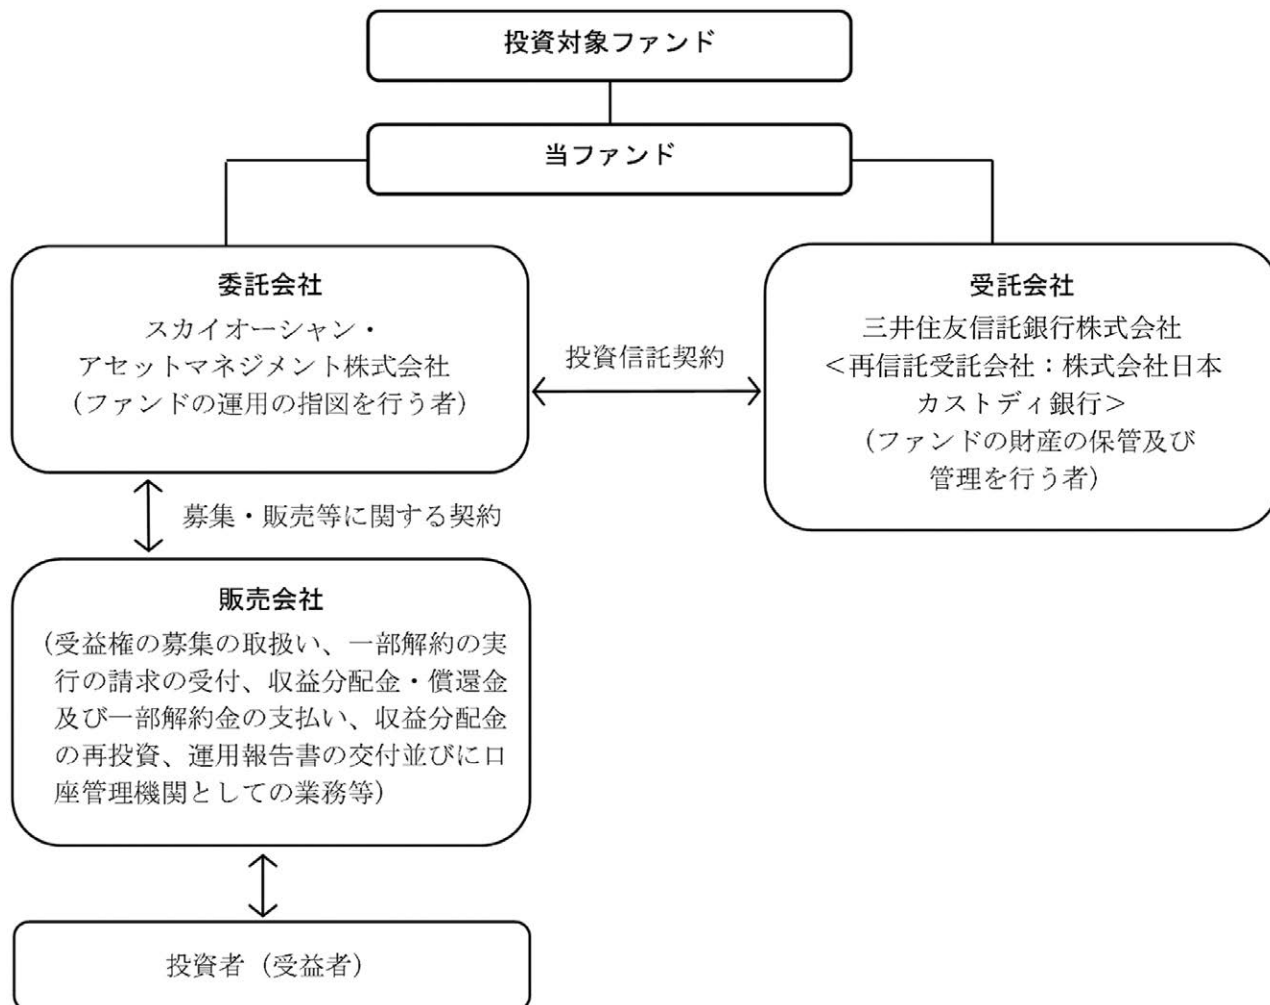 投資対象ファンド
当ファンド
委託会社
スカイオーシャン・
アセットマネジメント株式会社
（ファンドの運用の指図を行う者）
投資信託契約
受託会社
三井住友信託銀行株式会社
＜再信託受託会社：株式会社日本
カストディ銀行＞
（ファンドの財産の保管及び
管理を行う者）
募集・販売等に関する契約
販売会社
（受益権の募集の取扱い、一部解約の実
行の請求の受付、収益分配金・償還金
及び一部解約金の支払い、収益分配金
の再投資、運用報告書の交付並びに口
座管理機関としての業務等）
投資者（受益者）